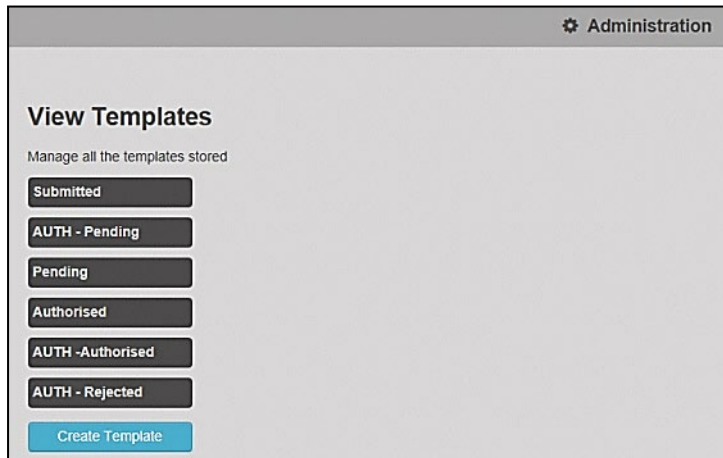 Administration
View Templates
Manage all the templates stored
Submitted
AUTH - Pending
Pending
Authorised
AUTH -Authorised
AUTH - Rejected
Create Template